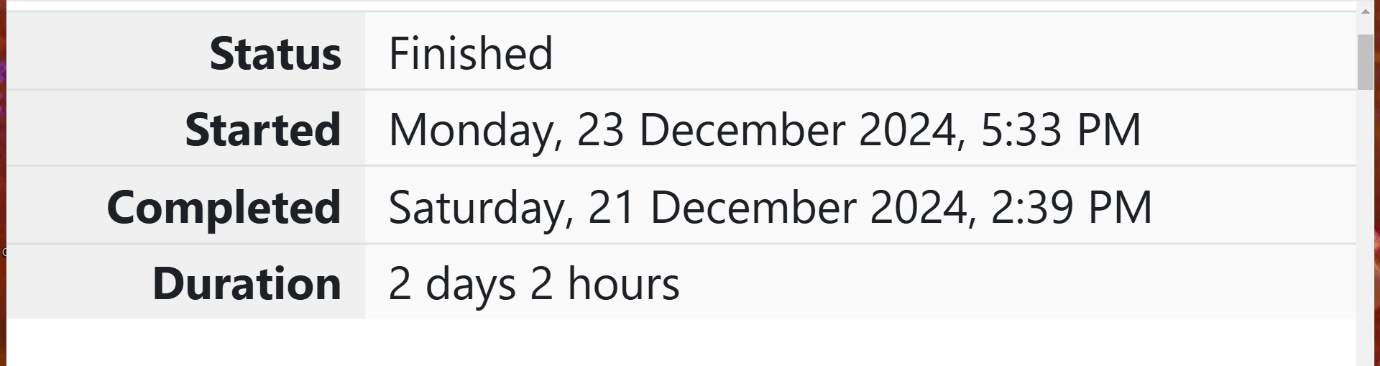 Status Finished
Started Monday, 23 December 2024, 5:33 PM
Completed Saturday, 21 December 2024, 2:39 PM
Duration 2 days 2 hours